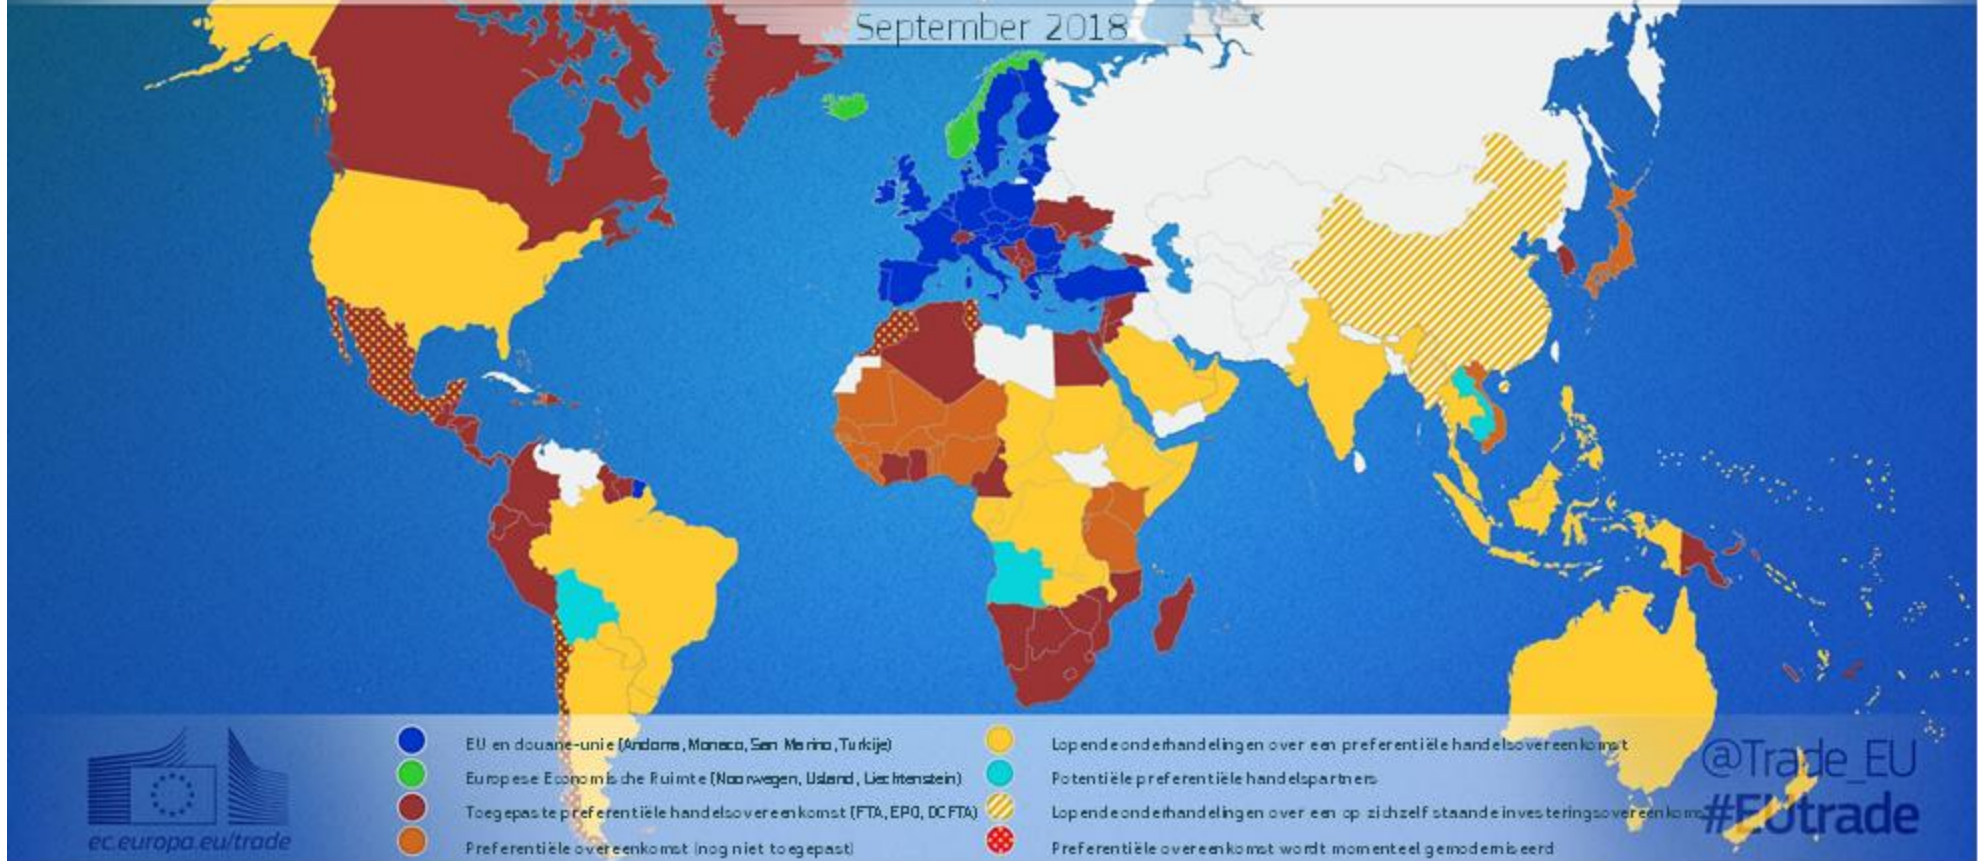 September 2018
EU en douane-unie (Andorra, Monaco, San Marino, Turkije)
Europese Economische Ruimte (Noorwegen, IJsland, Liechtenstein)
Toegepaste preferentiële handelsovereenkomst (FTA, EPO, DCFTA)
Preferentiële overeenkomst (nog niet toegepast)
Lopende onderhandelingen over een preferentiële handelsovereenkomst
Potentiële preferentiële handelspartners
Lopende onderhandelingen over een op zichzelf staande investeringsovereenkomst
Preferentiële overeenkomst wordt momenteel gemoderniseerd
ec.europa.eu/trade
@Trade_EU
#EUtrade